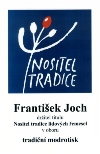 NOSITEL
TRADICE
František Joch
držitel titulu
Nositel tradice lidových řemesel
v oboru
tradiční modrotisk